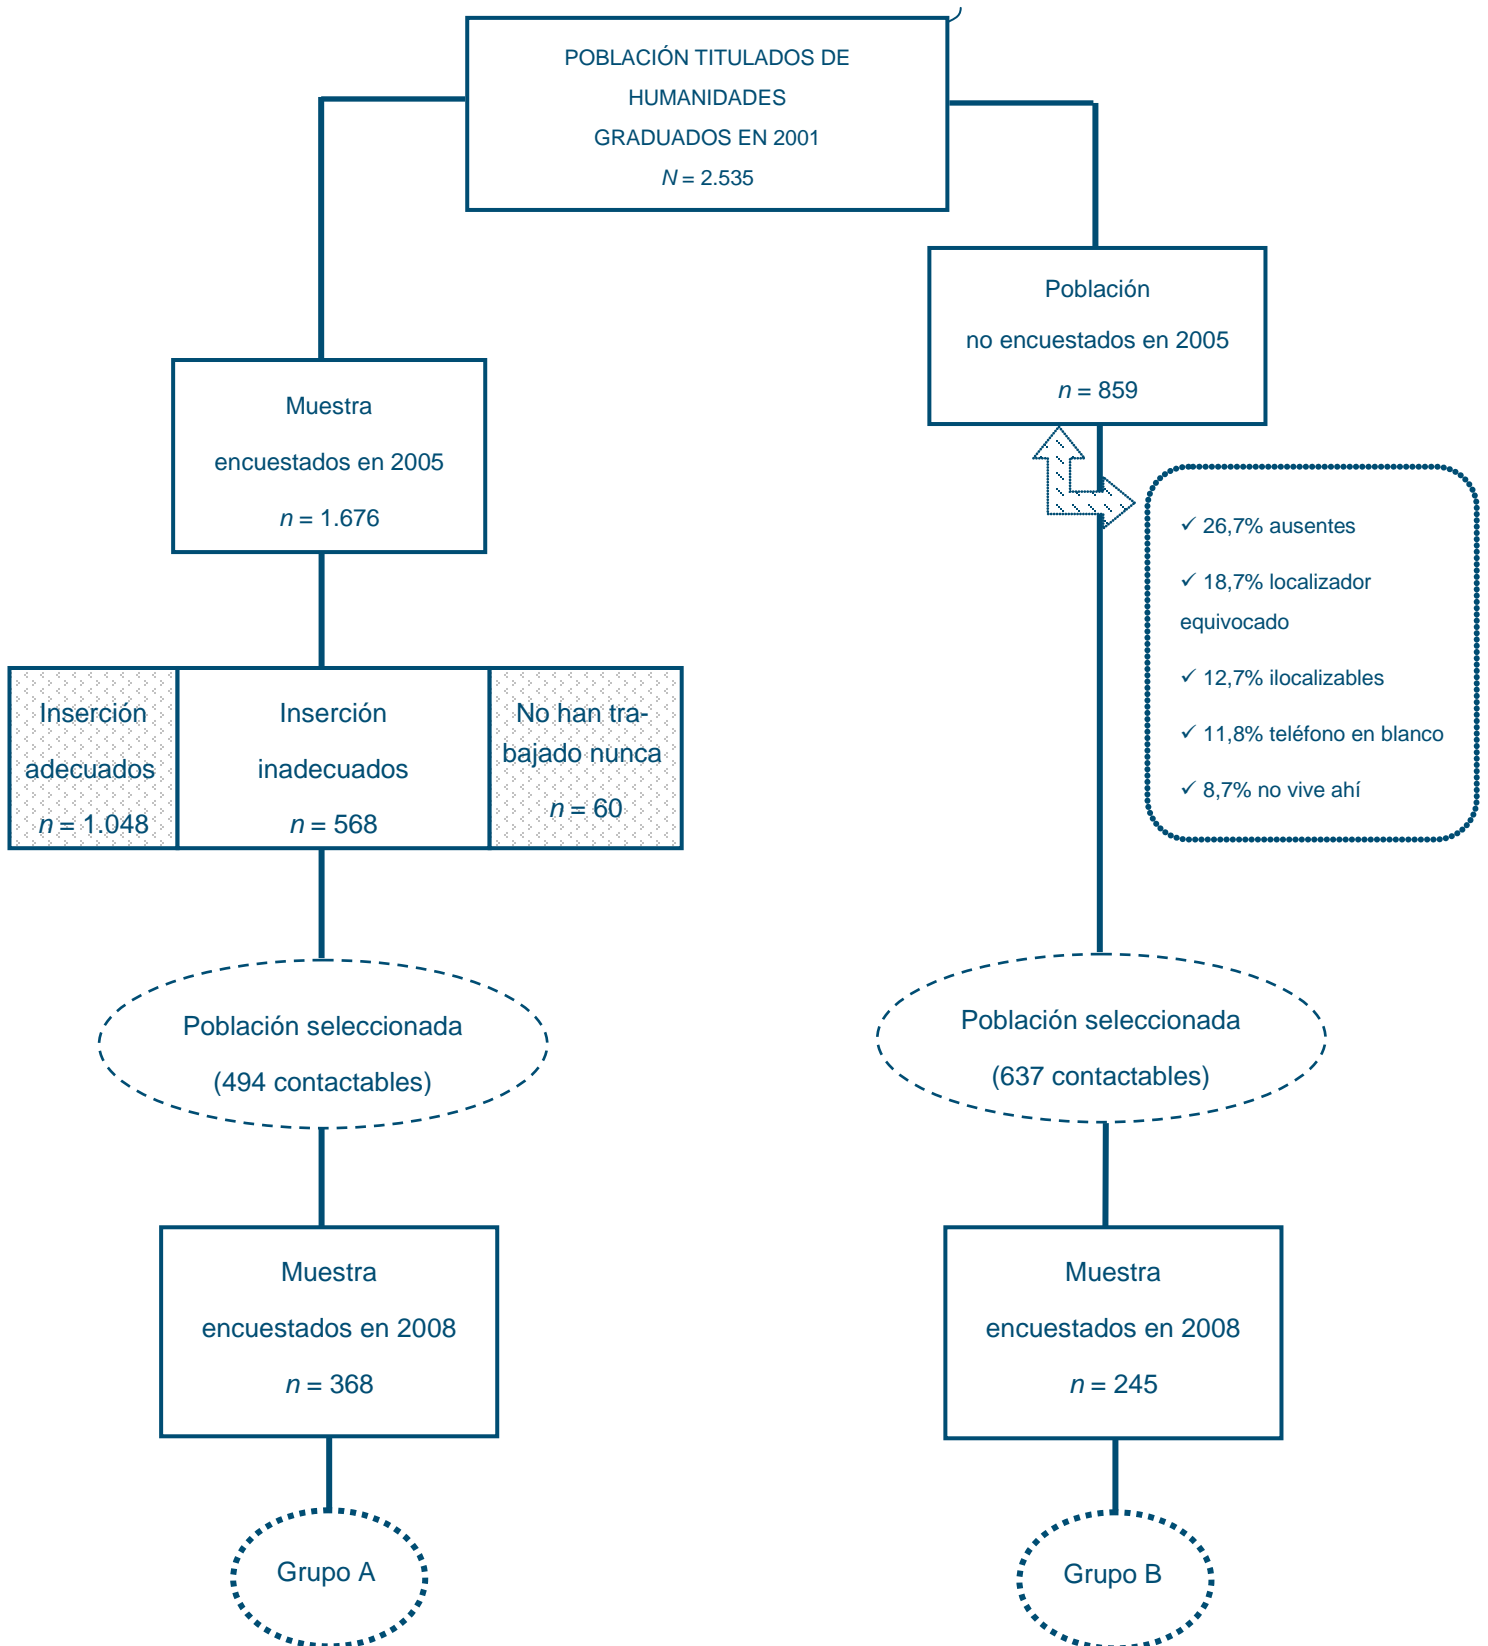 POBLACIÓN TITULADOS DE
HUMANIDADES
GRADUADOS EN 2001
N = 2.535
Población
no encuestados en 2005
n = 859
Muestra
encuestados en 2005
n = 1.676
✓ 26,7% ausentes
✓ 18,7% localizador
equivocado
✓ 12,7% ilocalizables
✓ 11,8% teléfono en blanco
✓ 8,7% no vive ahí
Inserción
adecuados
n = 1.048
Inserción
inadecuados
n = 568
No han tra-
bajado nunca
n = 60
Población seleccionada
(494 contactables)
Población seleccionada
(637 contactables)
Muestra
encuestados en 2008
n = 368
Muestra
encuestados en 2008
n = 245
Grupo A
Grupo B